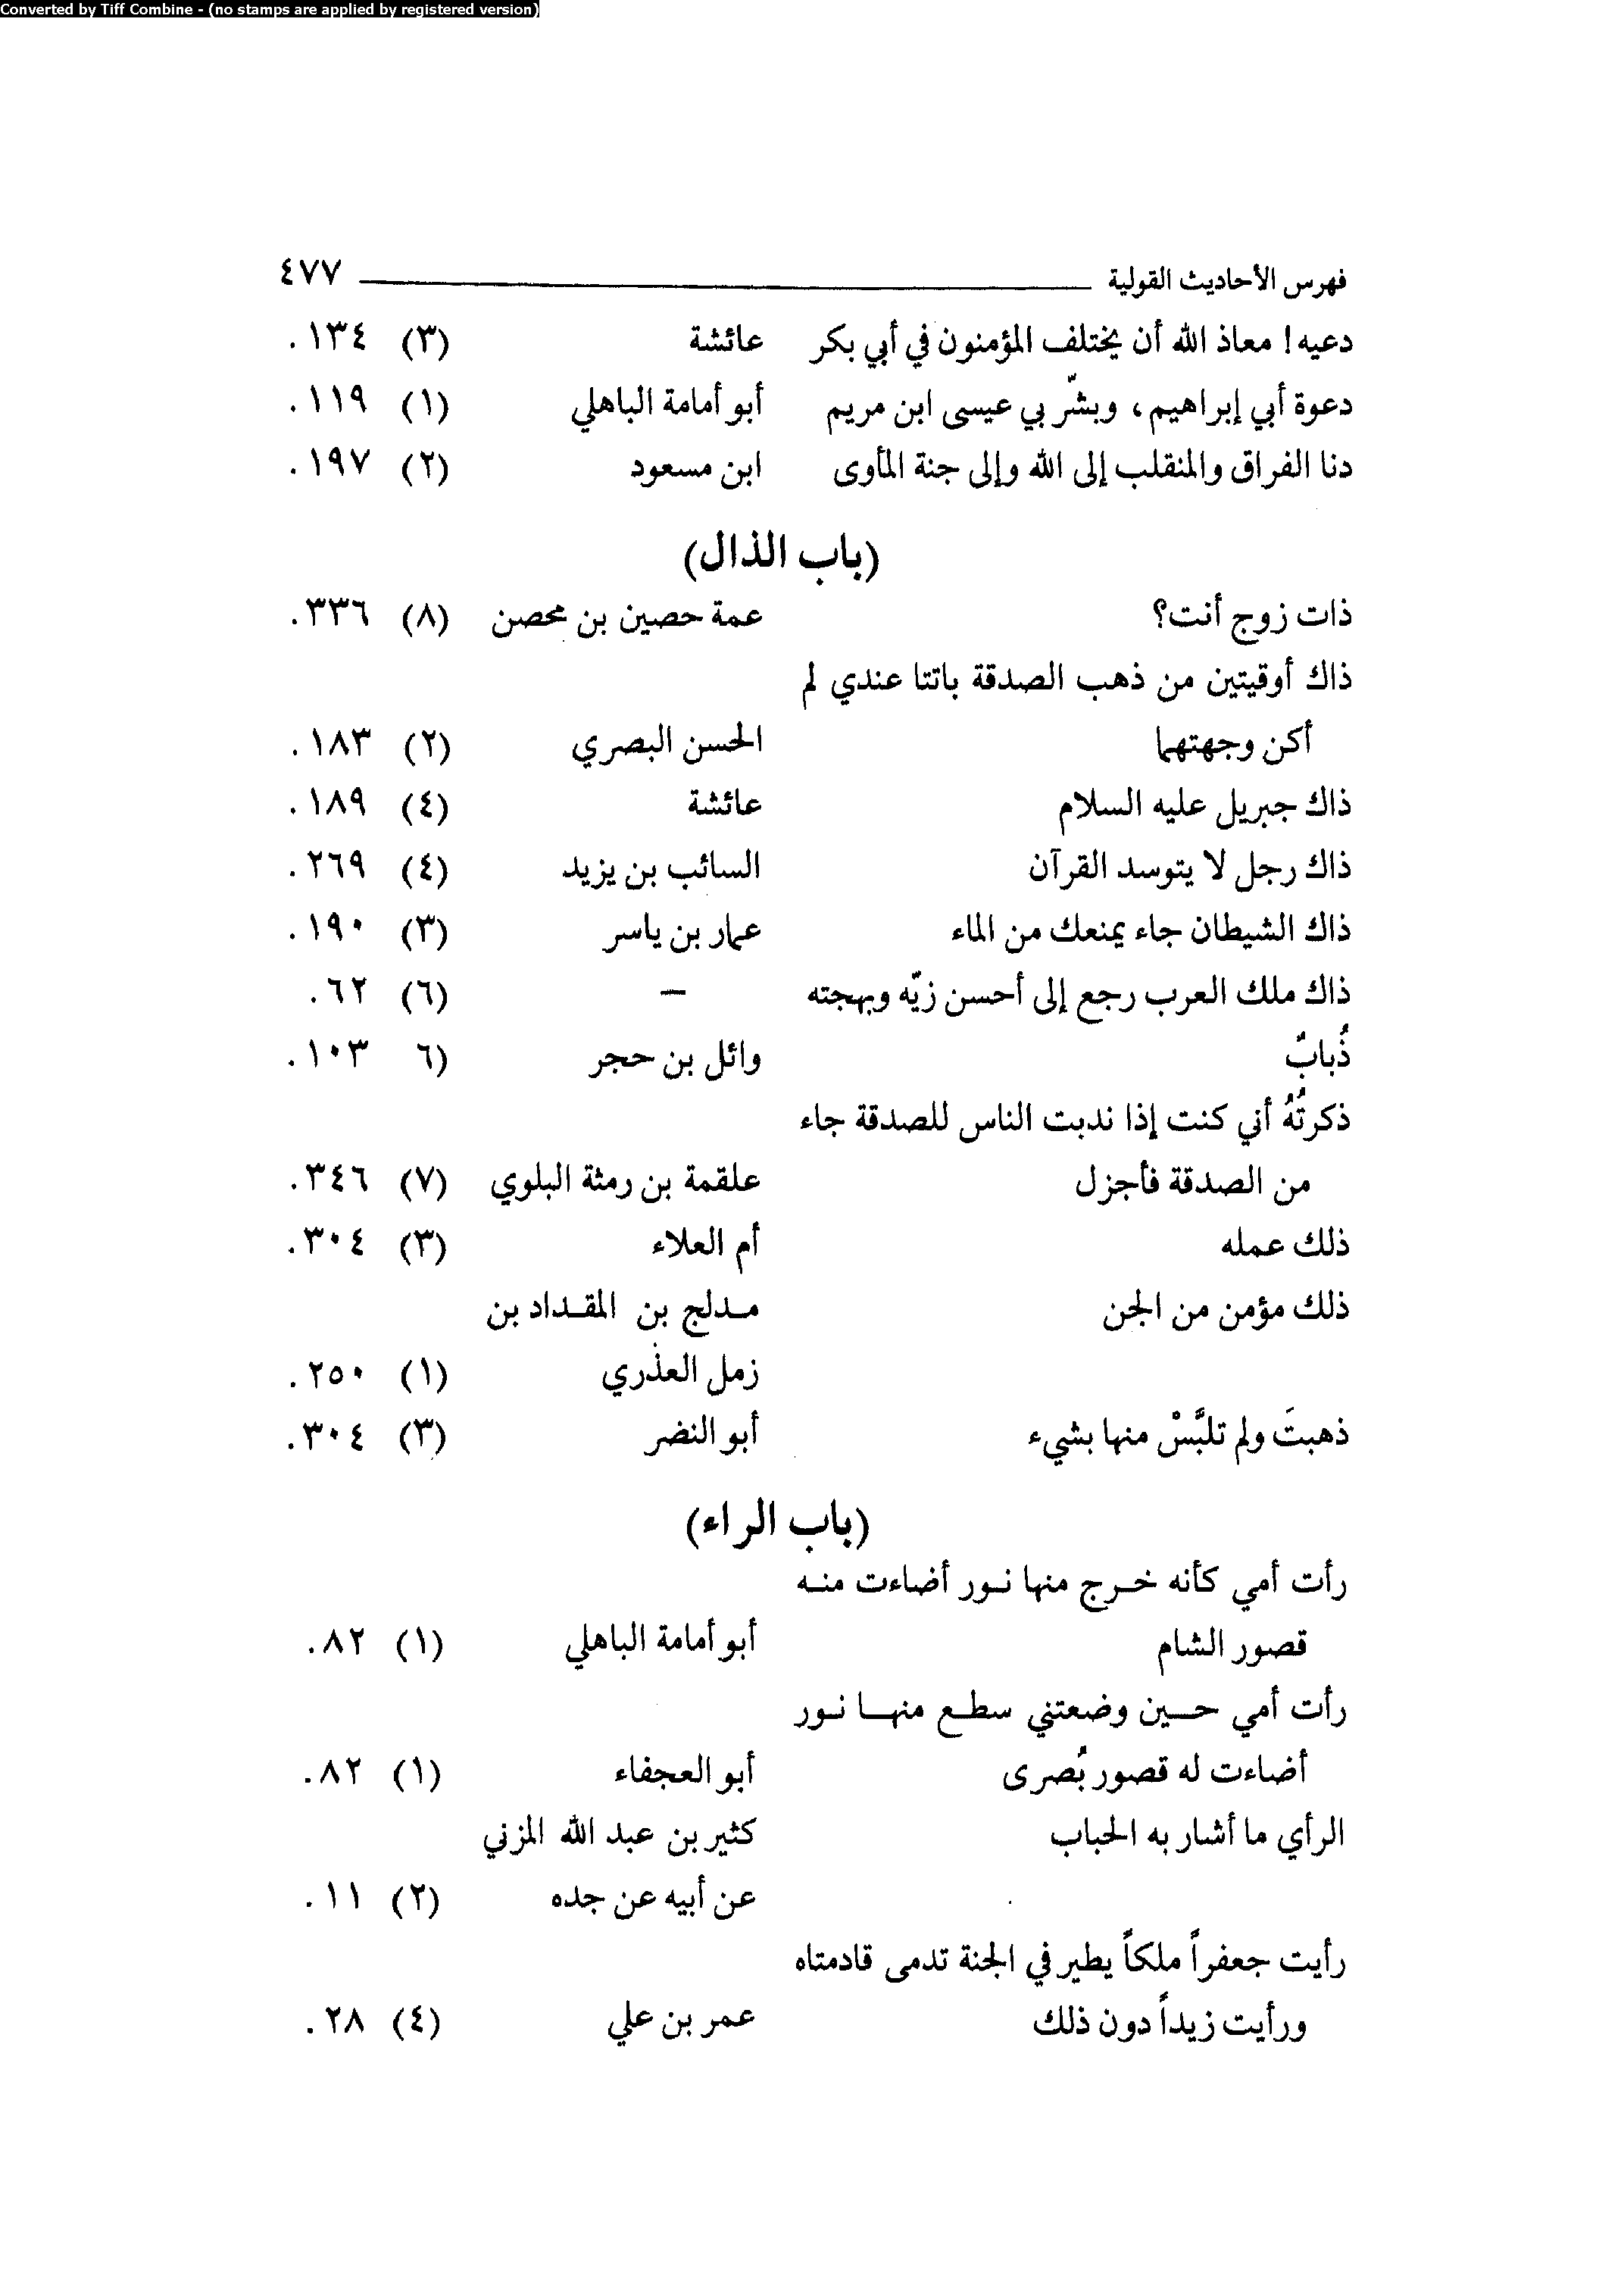 Converted by Tiff Combine - (no stamps are applied by registered version)
فهرس الأحاديث القولية ٤٧٧
دعيه! معاذ الله أن يختلف المؤمنون في أبي بكر عائشة (٣) ١٣٤.
دعوة أبي إبراهيم، وبشّر بي عيسى ابن مريم أبو أمامة الباهلي (١) ١١٩.
دنا الفراق والمنقلب إلى الله وإلى جنة المأوى ابن مسعود (٢) ١٩٧.
(باب الذال)
ذات زوج أنت؟ عمة حصين بن محصن (٨) ٣٣٦.
ذاك أوقيتين من ذهب الصدقة باتتا عندي لم
أكن وجهتهما الحسن البصري (٢) ١٨٣.
ذاك جبريل عليه السلام عائشة (٤) ١٨٩.
ذاك رجل لا يتوسد القرآن السائب بن يزيد (٤) ٢٦٩.
ذاك الشيطان جاء يمنعك من الماء عمار بن ياسر (٣) ١٩٠.
ذاك ملك العرب رجع إلى أحسن زيّه وبهجته – (٦) ٦٢.
ذُبابٌ وائل بن حجر (٦ ١٠٣.
ذكرتُهُ أني كنت إذا ندبت الناس للصدقة جاء
من الصدقة فأجزل علقمة بن رمثة البلوي (٧) ٣٤٦.
ذلك عمله أم العلاء (٣) ٣٠٤.
ذلك مؤمن من الجن مدلج بن المقداد بن
زمل العذري (١) ٢٥٠.
ذهبتَ ولم تلبَّسْ منها بشيء أبو النضر (٣) ٣٠٤.
(باب الراء)
رأت أمي كأنه خرج منها نور أضاءت منه
قصور الشام أبو أمامة الباهلي (١) ٨٢.
رأت أمي حين وضعتني سطع منها نور
أضاءت له قصور بُصرى أبو العجفاء (١) ٨٢.
الرأي ما أشار به الحباب كثير بن عبد الله المزني
عن أبيه عن جده (٢) ١١.
رأيت جعفراً ملكاً يطير في الجنة تدمى قادمتاه
ورأيت زيداً دون ذلك عمر بن علي (٤) ٢٨.